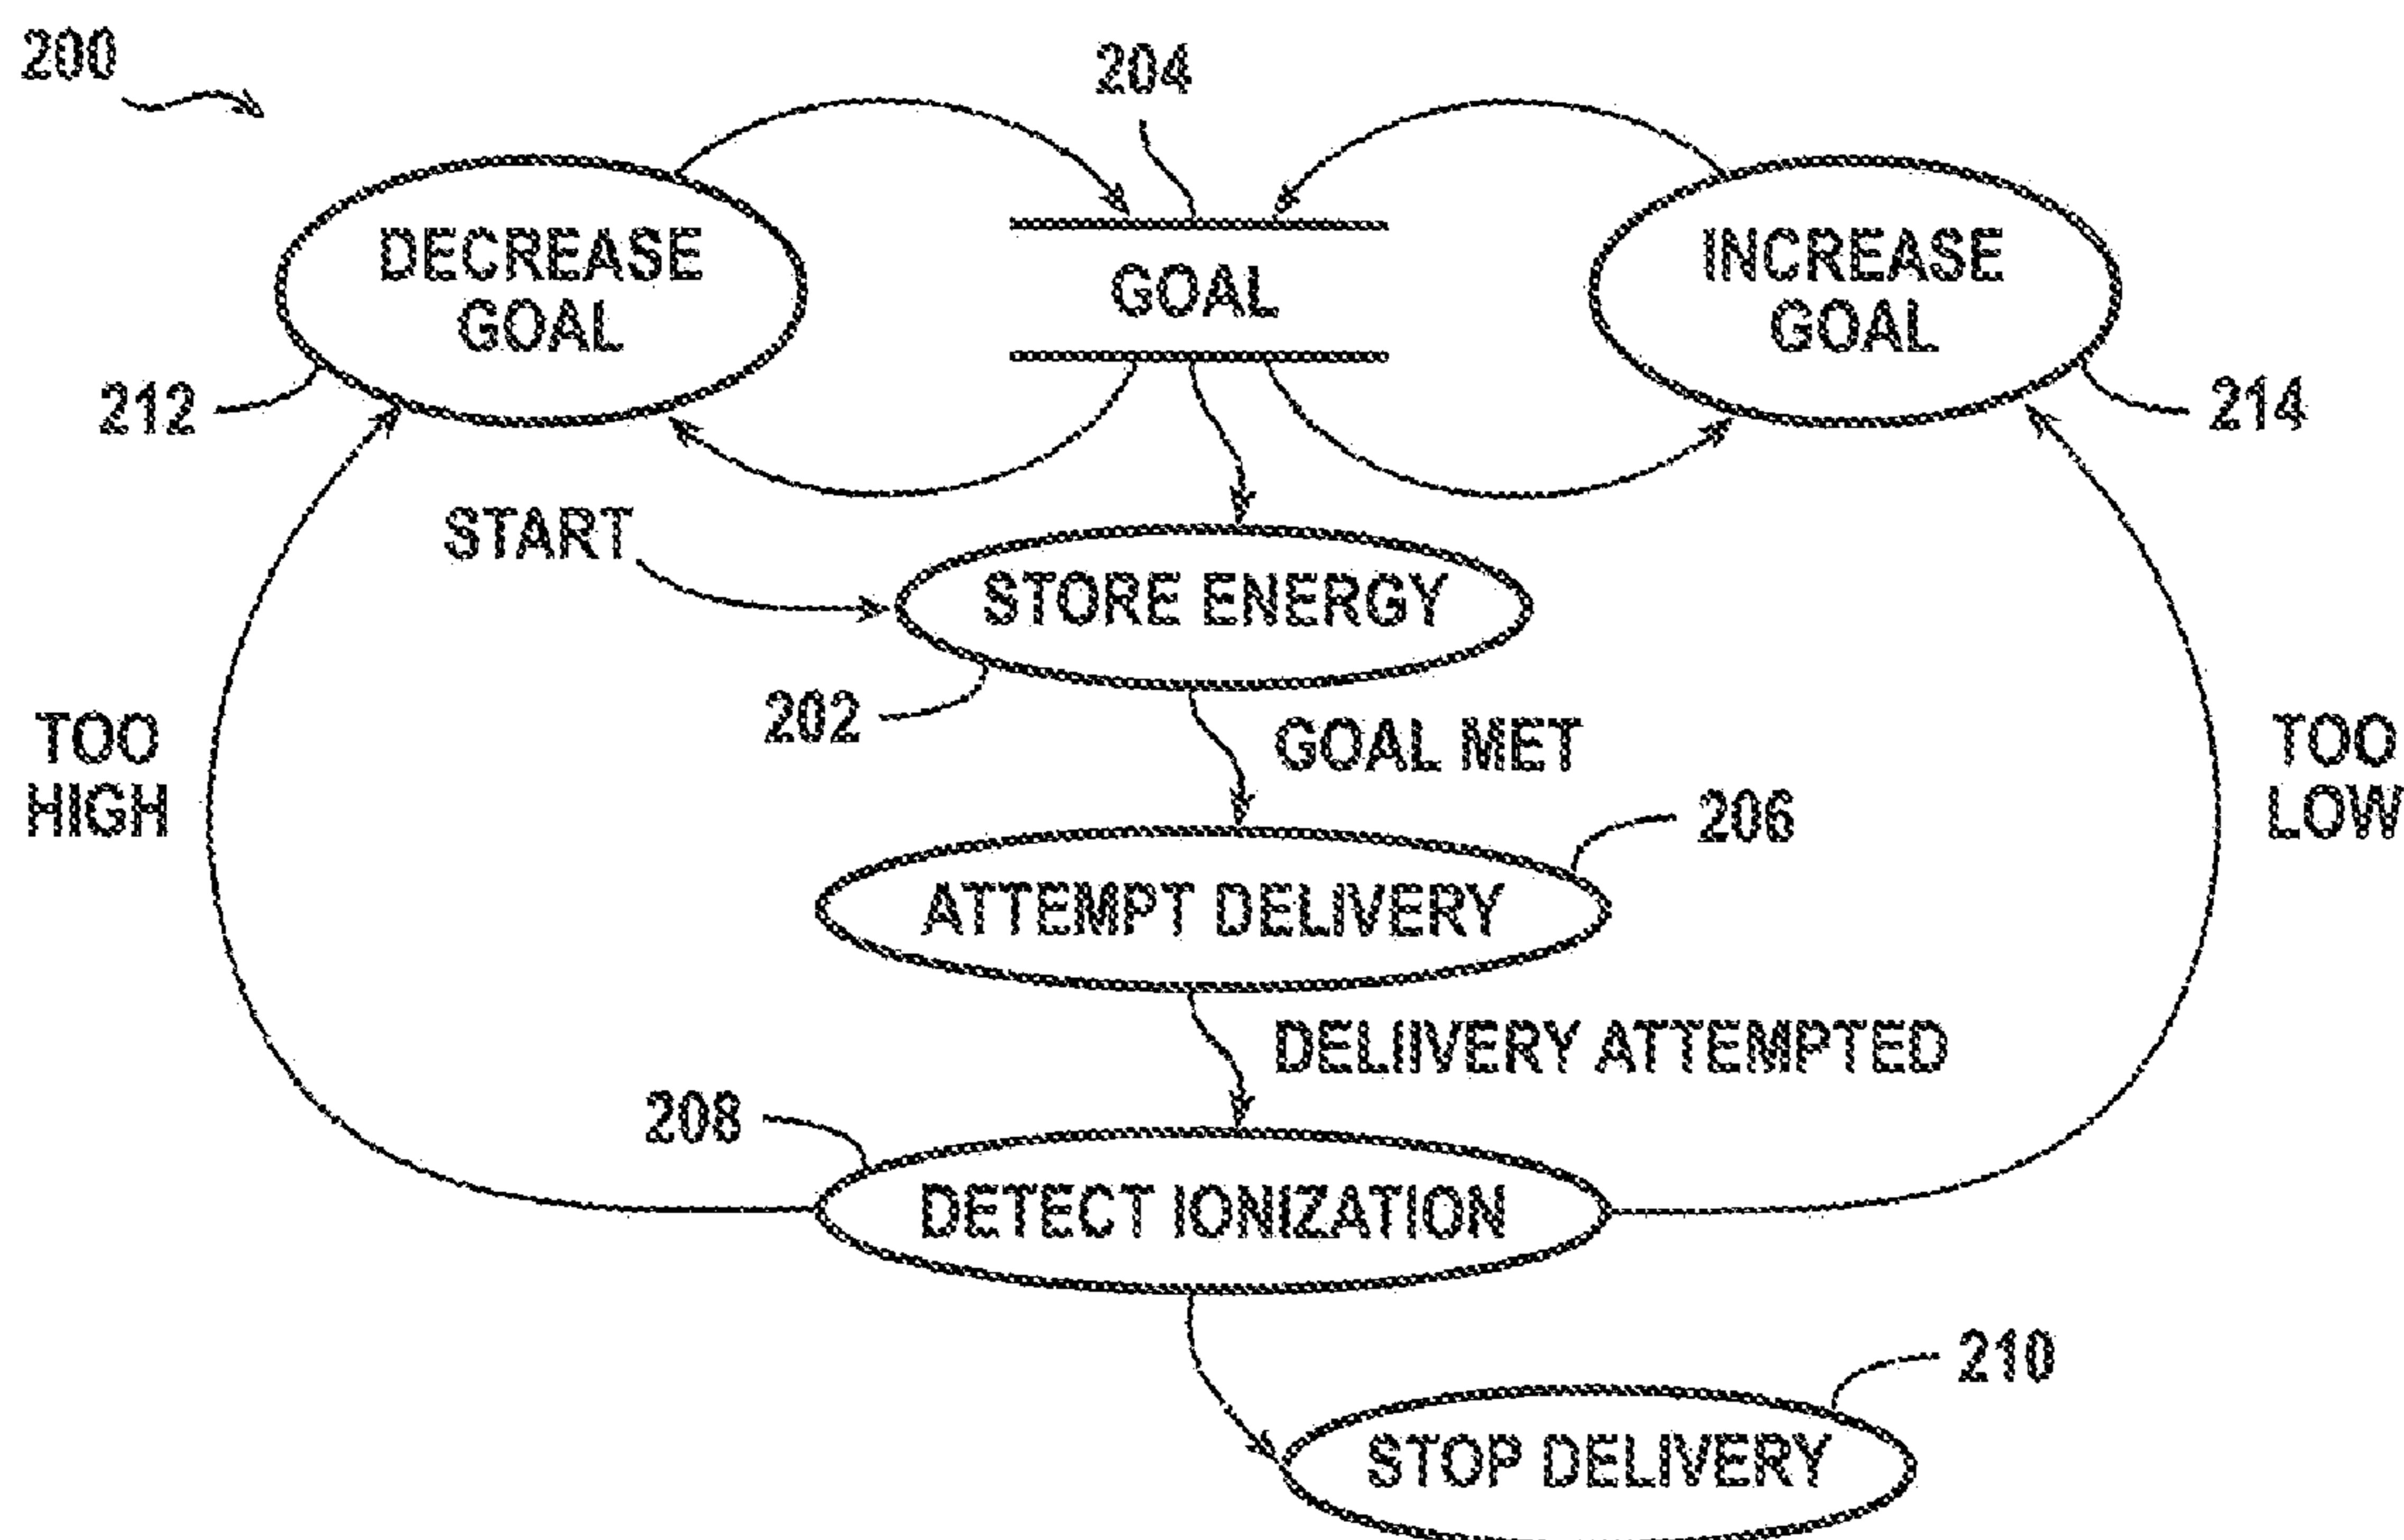 200
204
DECREASE
GOAL
GOAL
INCREASE
GOAL
212
214
START
STORE ENERGY
202
GOAL MET
TOO
HIGH
TOO
LOW
206
ATTEMPT DELIVERY
DELIIVERY ATTEMPTED
208
DETECT IONIZATION
210
STOP DELIVERY